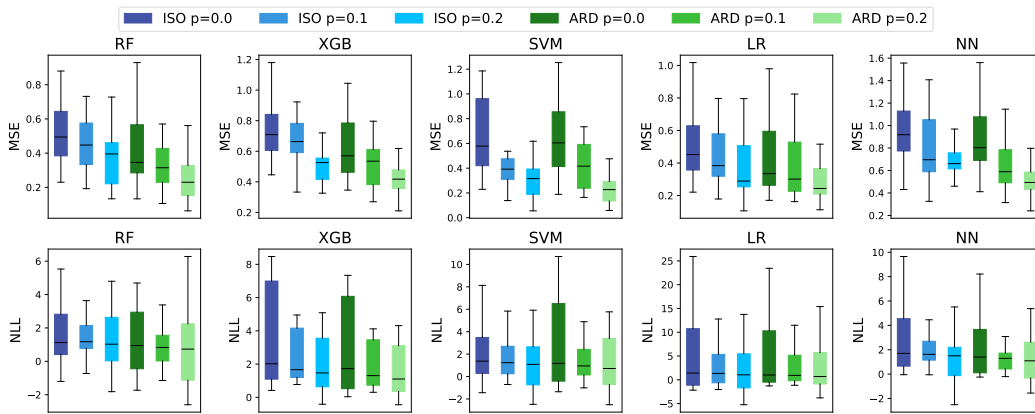 ISO p=0.0 ISO p=0.1 ISO p=0.2 ARD p=0.0 ARD p=0.1 ARD p=0.2
RF XGB SVM LR NN
MSE MSE MSE MSE MSE
0.8 0.6 0.4 0.2
1.2 1.0 0.8 0.6 0.4 0.2
1.2 1.0 0.8 0.6 0.4 0.2 0.0
1.0 0.8 0.6 0.4 0.2
1.6 1.4 1.2 1.0 0.8 0.6 0.4 0.2
RF XGB SVM LR NN
NLL NLL NLL NLL NLL
6 4 2 0 −2
8 6 4 2 0
10 8 6 4 2 0 −2
25 20 15 10 5 0 −5
10 8 6 4 2 0 −2